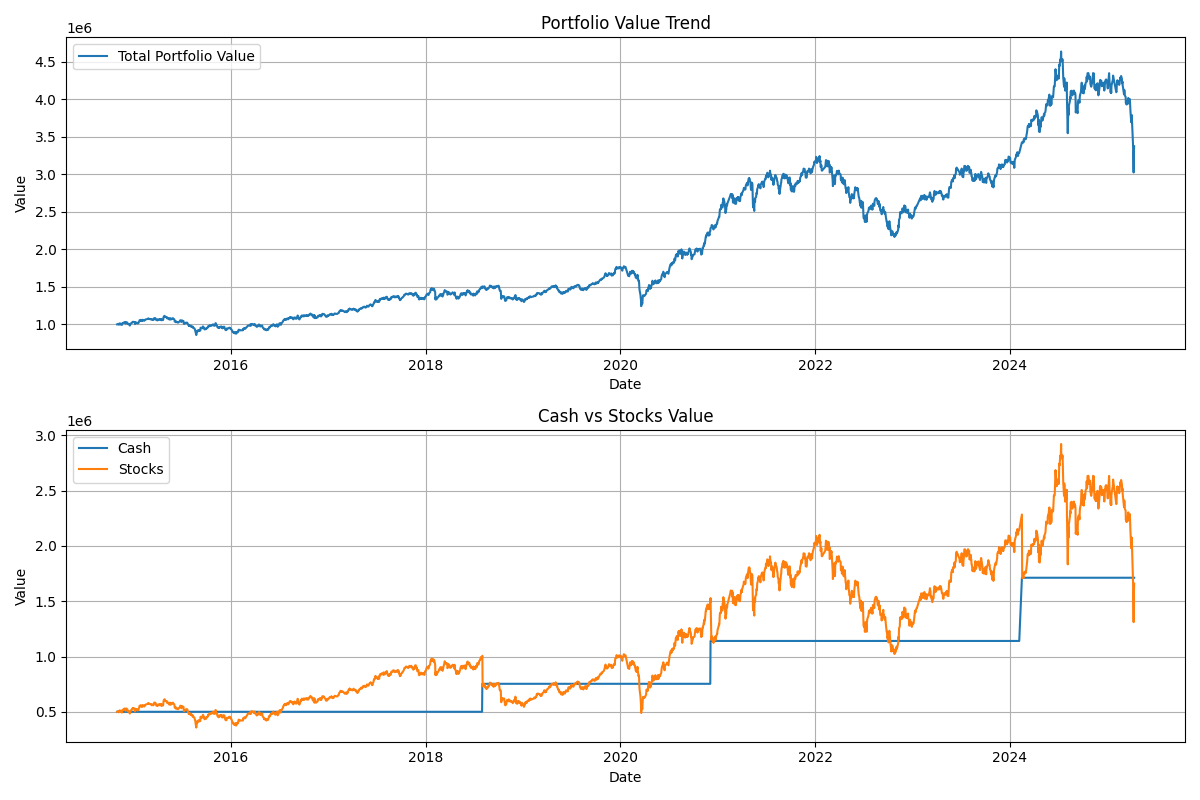 Portfolio Value Trend
1e6
Total Portfolio Value
4.5
4.0
3.5
3.0
2.5
2.0
1.5
1.0
Value
2016 2018 2020 2022 2024
Date
Cash vs Stocks Value
1e6
Cash
Stocks
3.0
2.5
2.0
1.5
1.0
0.5
Value
2016 2018 2020 2022 2024
Date